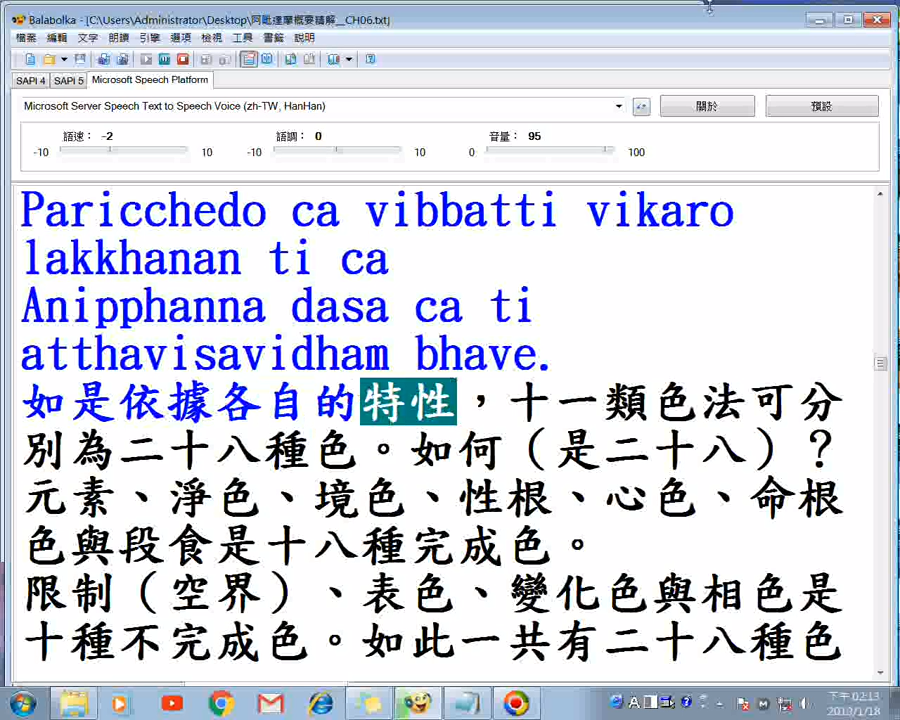 Balabolka - [C:\Users\Administrator\Desktop\阿毗達摩概要精解__CH06.txt]
檔案 編輯 文字 朗讀 引擎 選項 檢視 工具 書籤 說明
SAPI 4 SAPI 5 Microsoft Speech Platform
Microsoft Server Speech Text to Speech Voice (zh-TW, HanHan) 關於 預設
語速： -2 語調： 0 音量： 95
-10 10 -10 10 0 100
Paricchedo ca vibbatti vikaro
lakkhanan ti ca
Anipphanna dasa ca ti
atthavisavidham bhave.
如是依據各自的特性，十一類色法可分
別為二十八種色。如何（是二十八）？
元素、淨色、境色、性根、心色、命根
色與段食是十八種完成色。
限制（空界）、表色、變化色與相色是
十種不完成色。如此一共有二十八種色
下午 02:13
2019/1/18